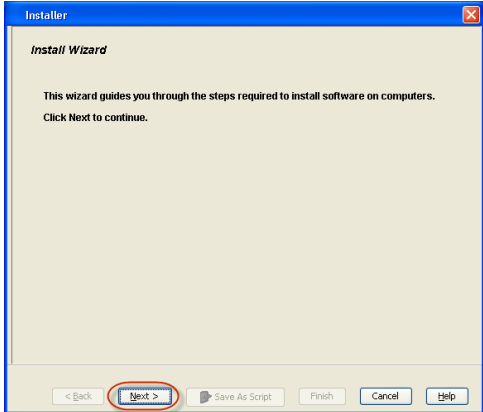 Installer
Install Wizard
This wizard guides you through the steps required to install software on computers.
Click Next to continue.
< Back Next > Save As Script Finish Cancel Help